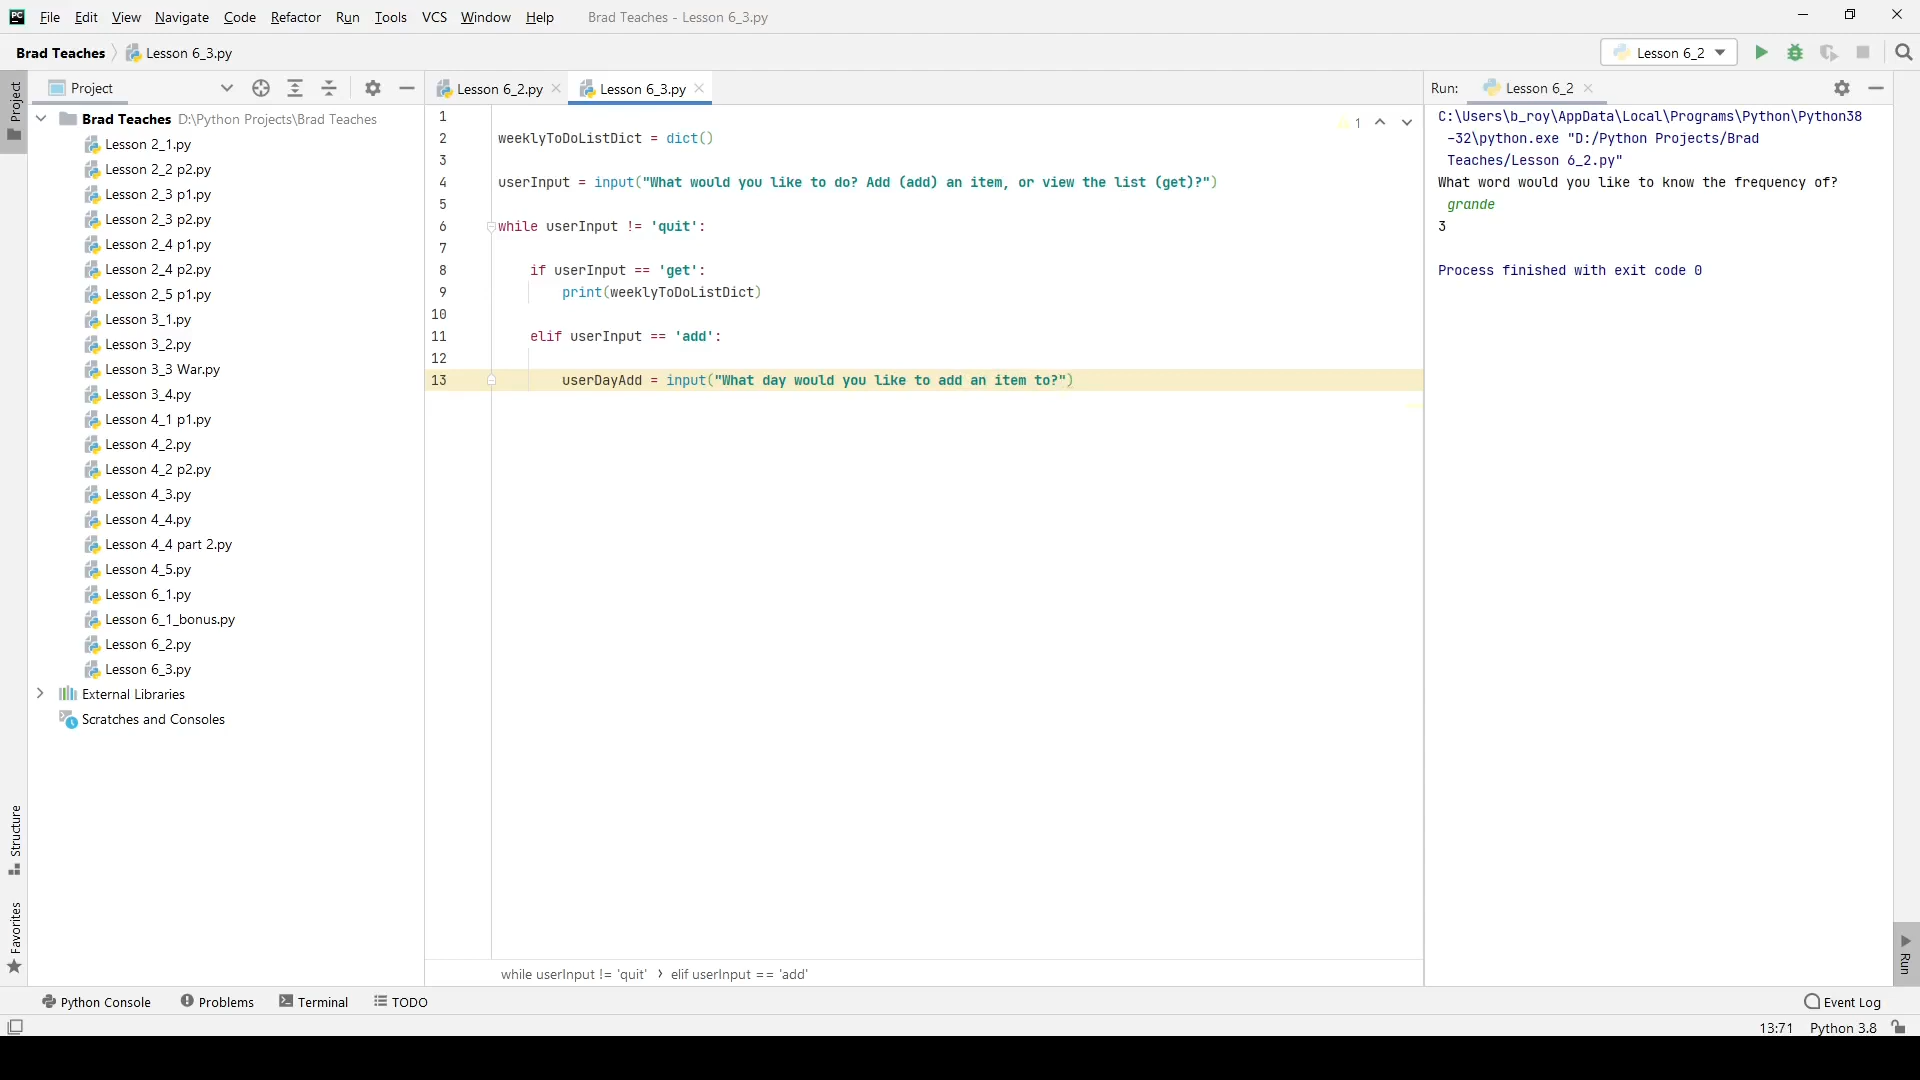 PC File Edit View Navigate Code Refactor Run Tools VCS Window Help Brad Teaches - Lesson 6_3.py
Brad Teaches Lesson 6_3.py Lesson 6_2
Project
Project
Lesson 6_2.py Lesson 6_3.py
Run: Lesson 6_2
Brad Teaches D:\Python Projects\Brad Teaches
Lesson 2_1.py
Lesson 2_2 p2.py
Lesson 2_3 p1.py
Lesson 2_3 p2.py
Lesson 2_4 p1.py
Lesson 2_4 p2.py
Lesson 2_5 p1.py
Lesson 3_1.py
Lesson 3_2.py
Lesson 3_3 War.py
Lesson 3_4.py
Lesson 4_1 p1.py
Lesson 4_2.py
Lesson 4_2 p2.py
Lesson 4_3.py
Lesson 4_4.py
Lesson 4_4 part 2.py
Lesson 4_5.py
Lesson 6_1.py
Lesson 6_1_bonus.py
Lesson 6_2.py
Lesson 6_3.py
External Libraries
Scratches and Consoles
Structure
Favorites
1
1
2 weeklyToDoListDict = dict()
3
4 userInput = input("What would you like to do? Add (add) an item, or view the list (get)?")
5
6 while userInput != 'quit':
7
8 if userInput == 'get':
9 print(weeklyToDoListDict)
10
11 elif userInput == 'add':
12
13 userDayAdd = input("What day would you like to add an item to?")
while userInput != 'quit' › elif userInput == 'add'
C:\Users\b_roy\AppData\Local\Programs\Python\Python38
-32\python.exe "D:/Python Projects/Brad
Teaches/Lesson 6_2.py"
What word would you like to know the frequency of?
grande
3
Process finished with exit code 0
Run
Python Console Problems Terminal TODO Event Log
13:71 Python 3.8